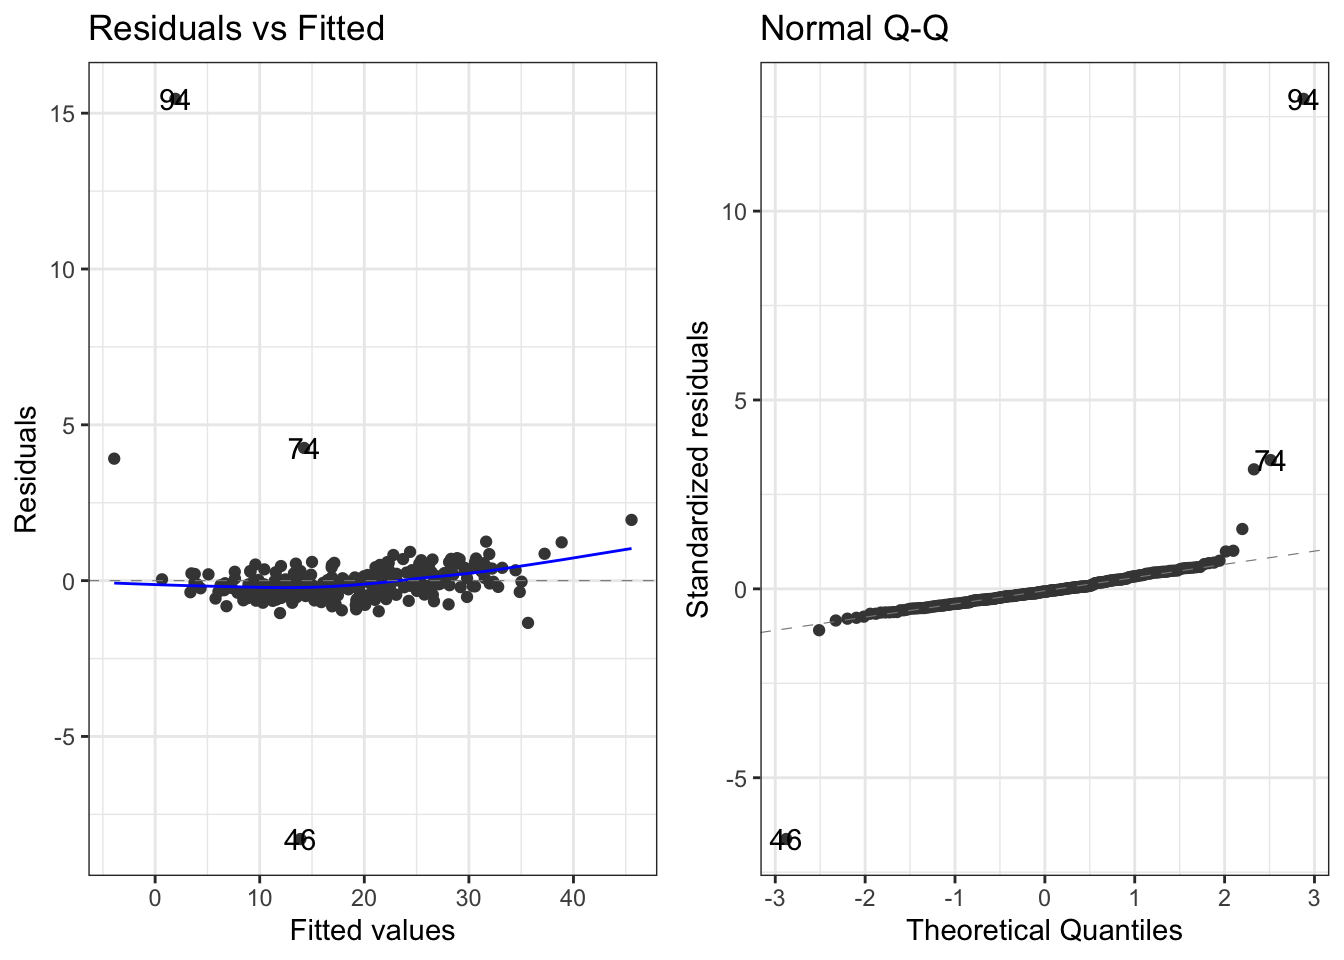 Residuals vs Fitted
94
15
10
5
74
0
-5
46
0 10 20 30 40
Fitted values
Residuals
Normal Q-Q
94
10
5
74
0
-5
46
-3 -2 -1 0 1 2 3
Theoretical Quantiles
Standardized residuals